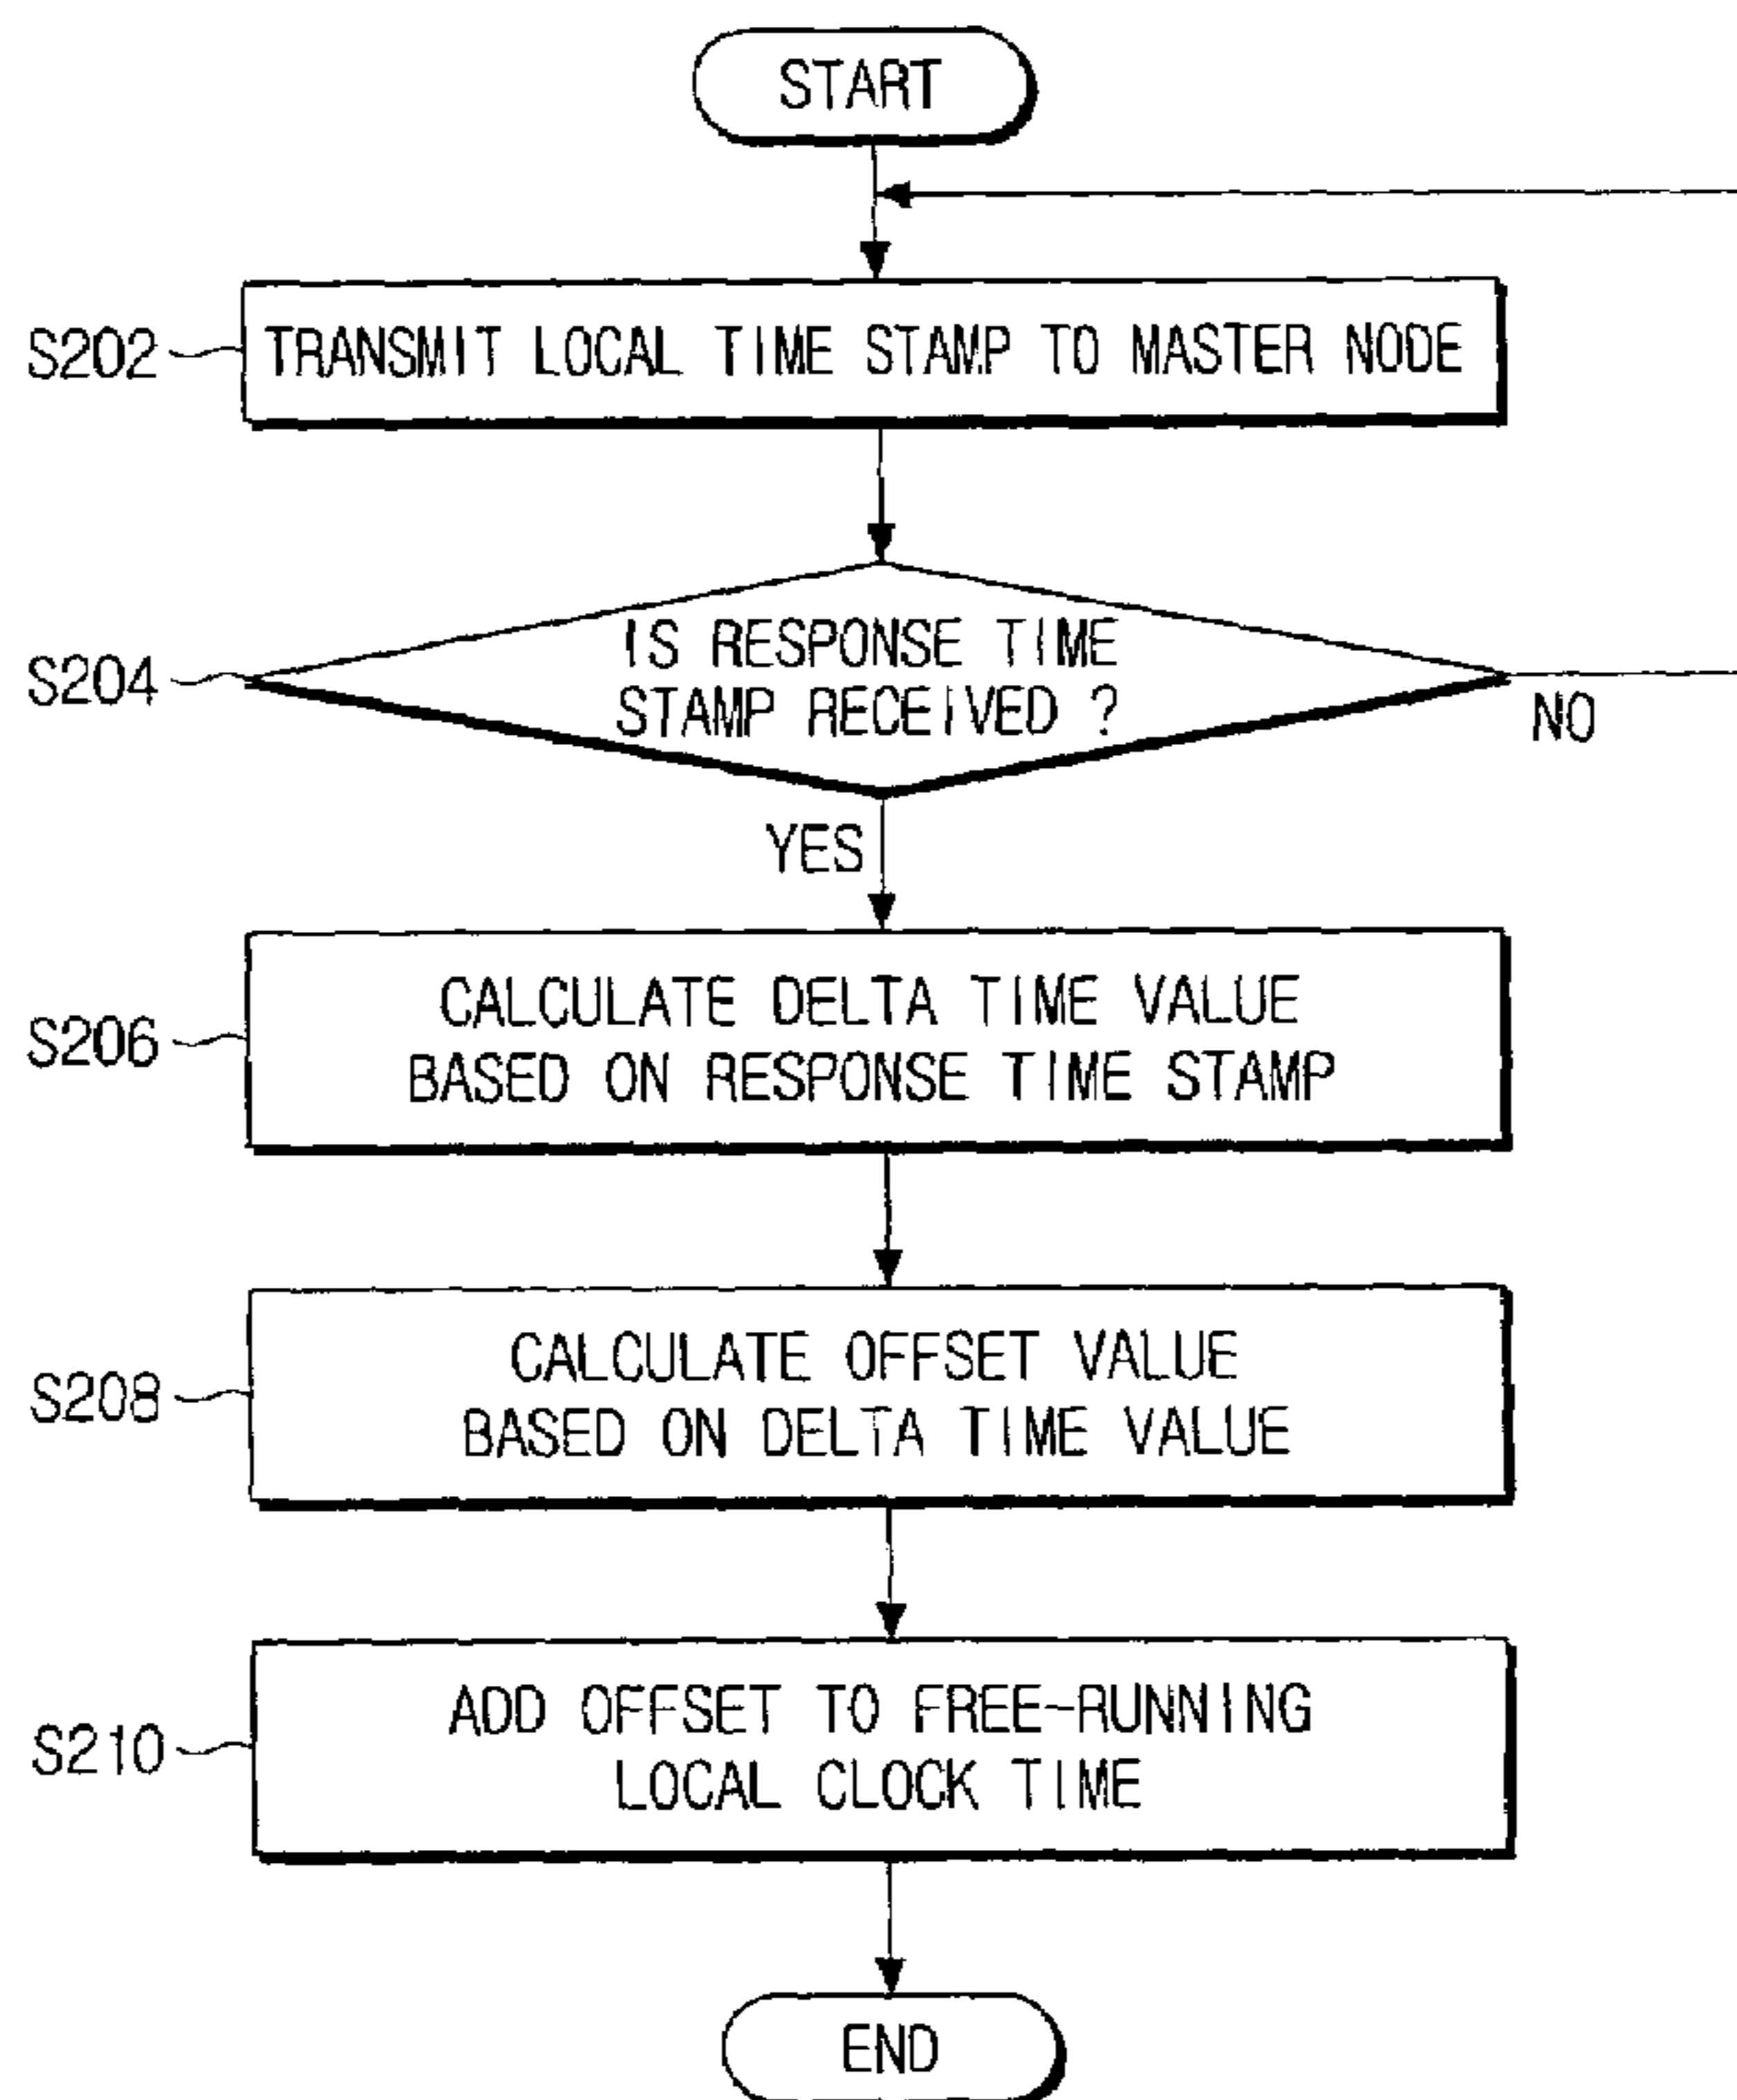 START
S202
TRANSMIT LOCAL TIME STAMP TO MASTER NODE
S204
IS RESPONSE TIME
STAMP RECEIVED ?
NO
YES
S206
CALCULATE DELTA TIME VALUE
BASED ON RESPONSE TIME STAMP
S208
CALCULATE OFFSET VALUE
BASED ON DELTA TIME VALUE
S210
ADD OFFSET TO FREE-RUNNING
LOCAL CLOCK TIME
END